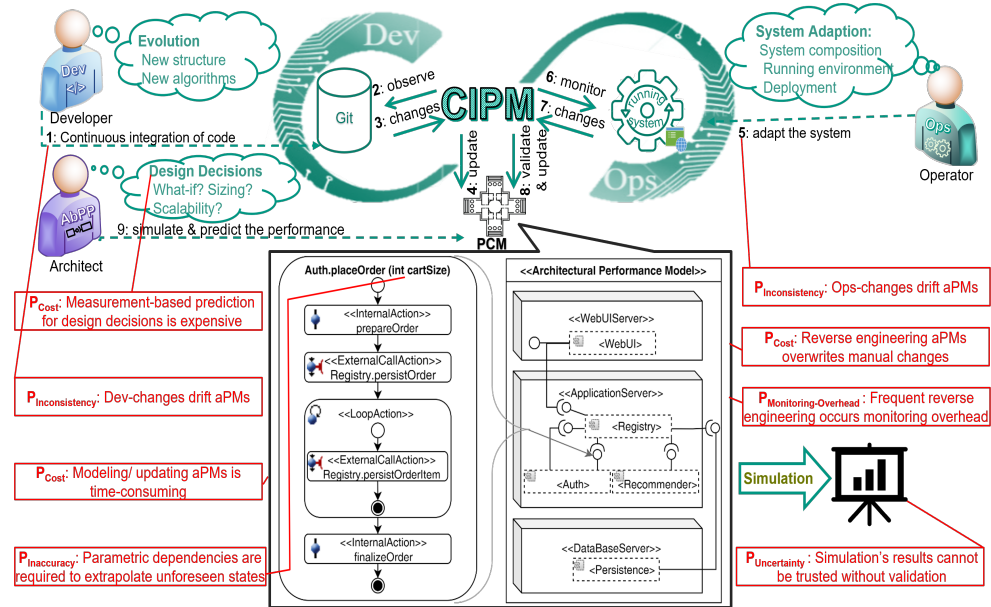 Dev
Evolution
New structure
New algorithms
Dev
</>
Developer
1: Continuous integration of code
Git
2: observe
3: changes
CIPM
6: monitor
7: changes
running
system
Ops
System Adaption:
System composition
Running environment
Deployment
Ops
5: adapt the system
Operator
4: update
8: validate
& update
PCM
Design Decisions
What-if? Sizing?
Scalability?
AbPP
9: simulate & predict the performance
Architect
PCost: Measurement-based prediction
for design decisions is expensive
PInconsistency: Dev-changes drift aPMs
PCost: Modeling/ updating aPMs is
time-consuming
PInaccuracy: Parametric dependencies are
required to extrapolate unforeseen states
Auth.placeOrder (int cartSize)
<<InternalAction>>
prepareOrder
<<ExternalCallAction>>
Registry.persistOrder
<<LoopAction>>
<<ExternalCallAction>>
Registry.persistOrderItem
<<InternalAction>>
finalizeOrder
<<Architectural Performance Model>>
<<WebUIServer>>
<WebUI>
<<ApplicationServer>>
<Registry>
<Auth>
<Recommender>
<<DataBaseServer>>
<Persistence>
PInconsistency: Ops-changes drift aPMs
PCost: Reverse engineering aPMs
overwrites manual changes
PMonitoring-Overhead : Frequent reverse
engineering occurs monitoring overhead
Simulation
PUncertainty: Simulation's results cannot
be trusted without validation